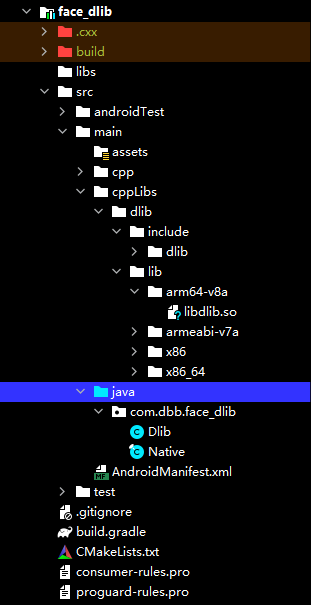 face_dlib
.cxx
build
libs
src
androidTest
main
assets
cpp
cppLibs
dlib
include
dlib
lib
arm64-v8a
libdlib.so
armeabi-v7a
x86
x86_64
java
com.dbb.face_dlib
Dlib
Native
AndroidManifest.xml
test
.gitignore
build.gradle
CMakeLists.txt
consumer-rules.pro
proguard-rules.pro